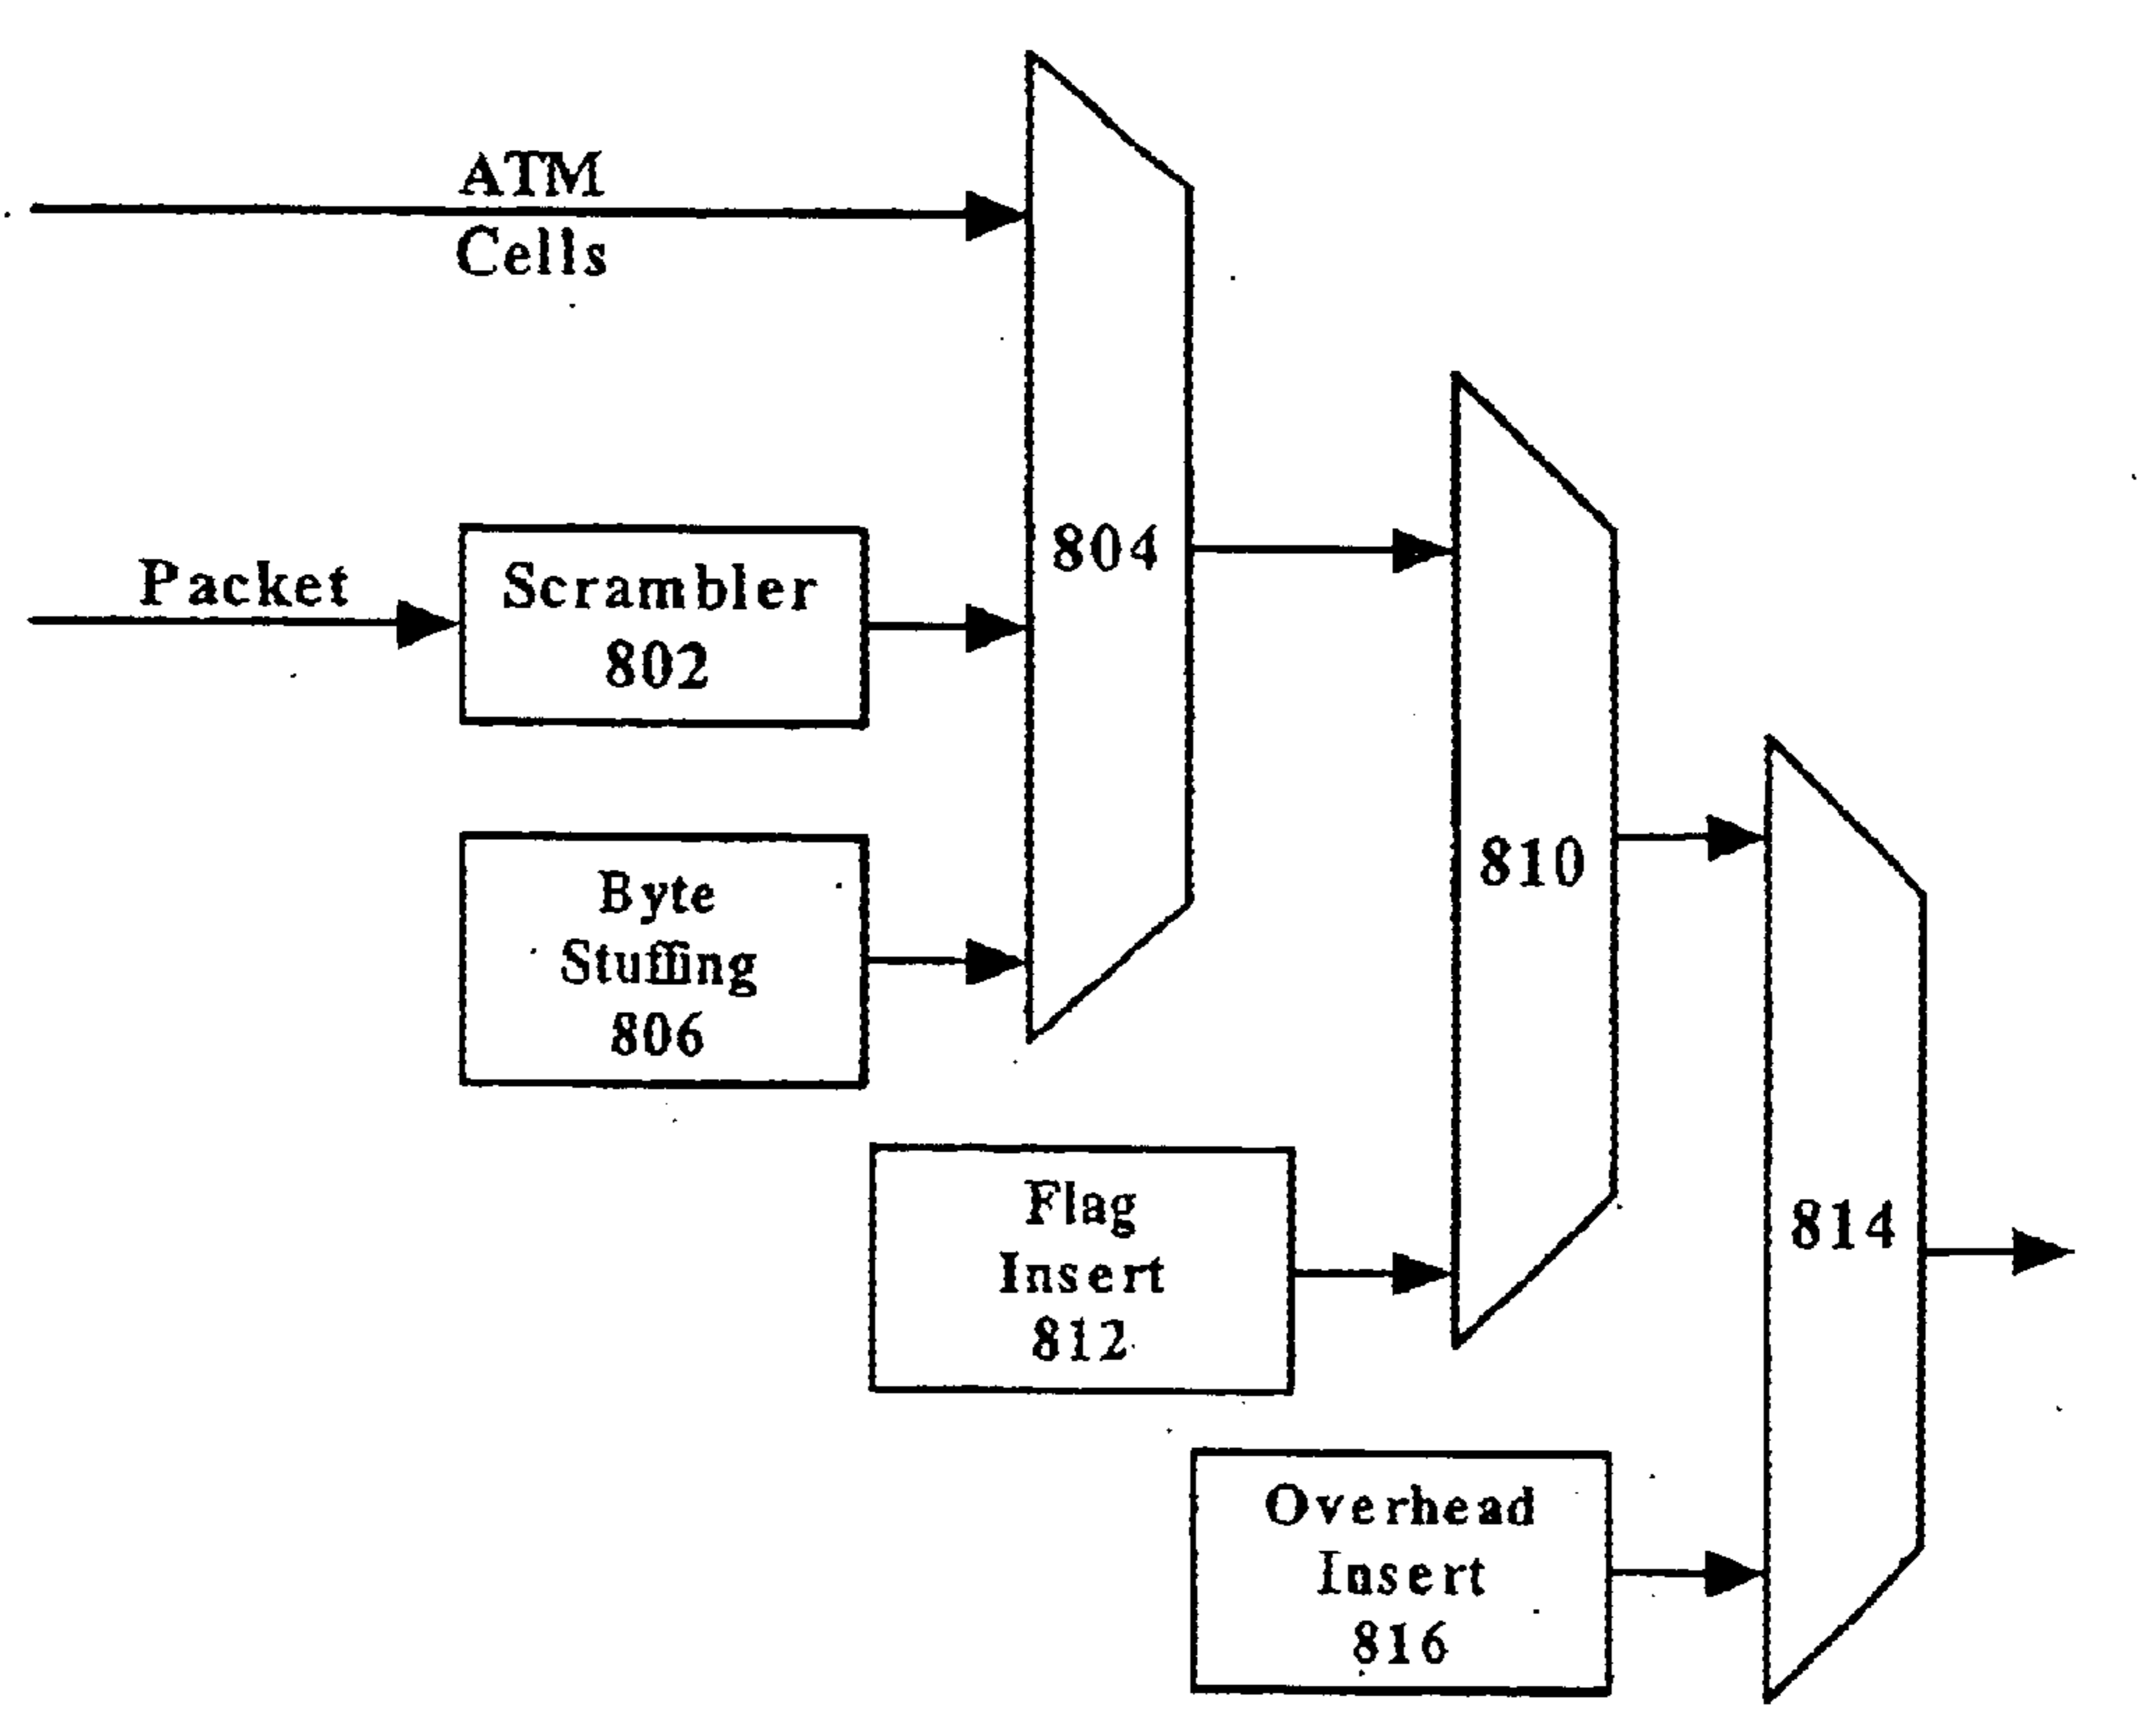 ATM
Cells
Packet
Scrambler
802
804
Byte
Stuffing
806
810
Flag
Insert
812
814
Overhead
Insert
816